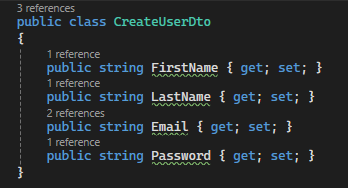 3 references
public class CreateUserDto
{
1 reference
public string FirstName { get; set; }
1 reference
public string LastName { get; set; }
2 references
public string Email { get; set; }
1 reference
public string Password { get; set; }
}